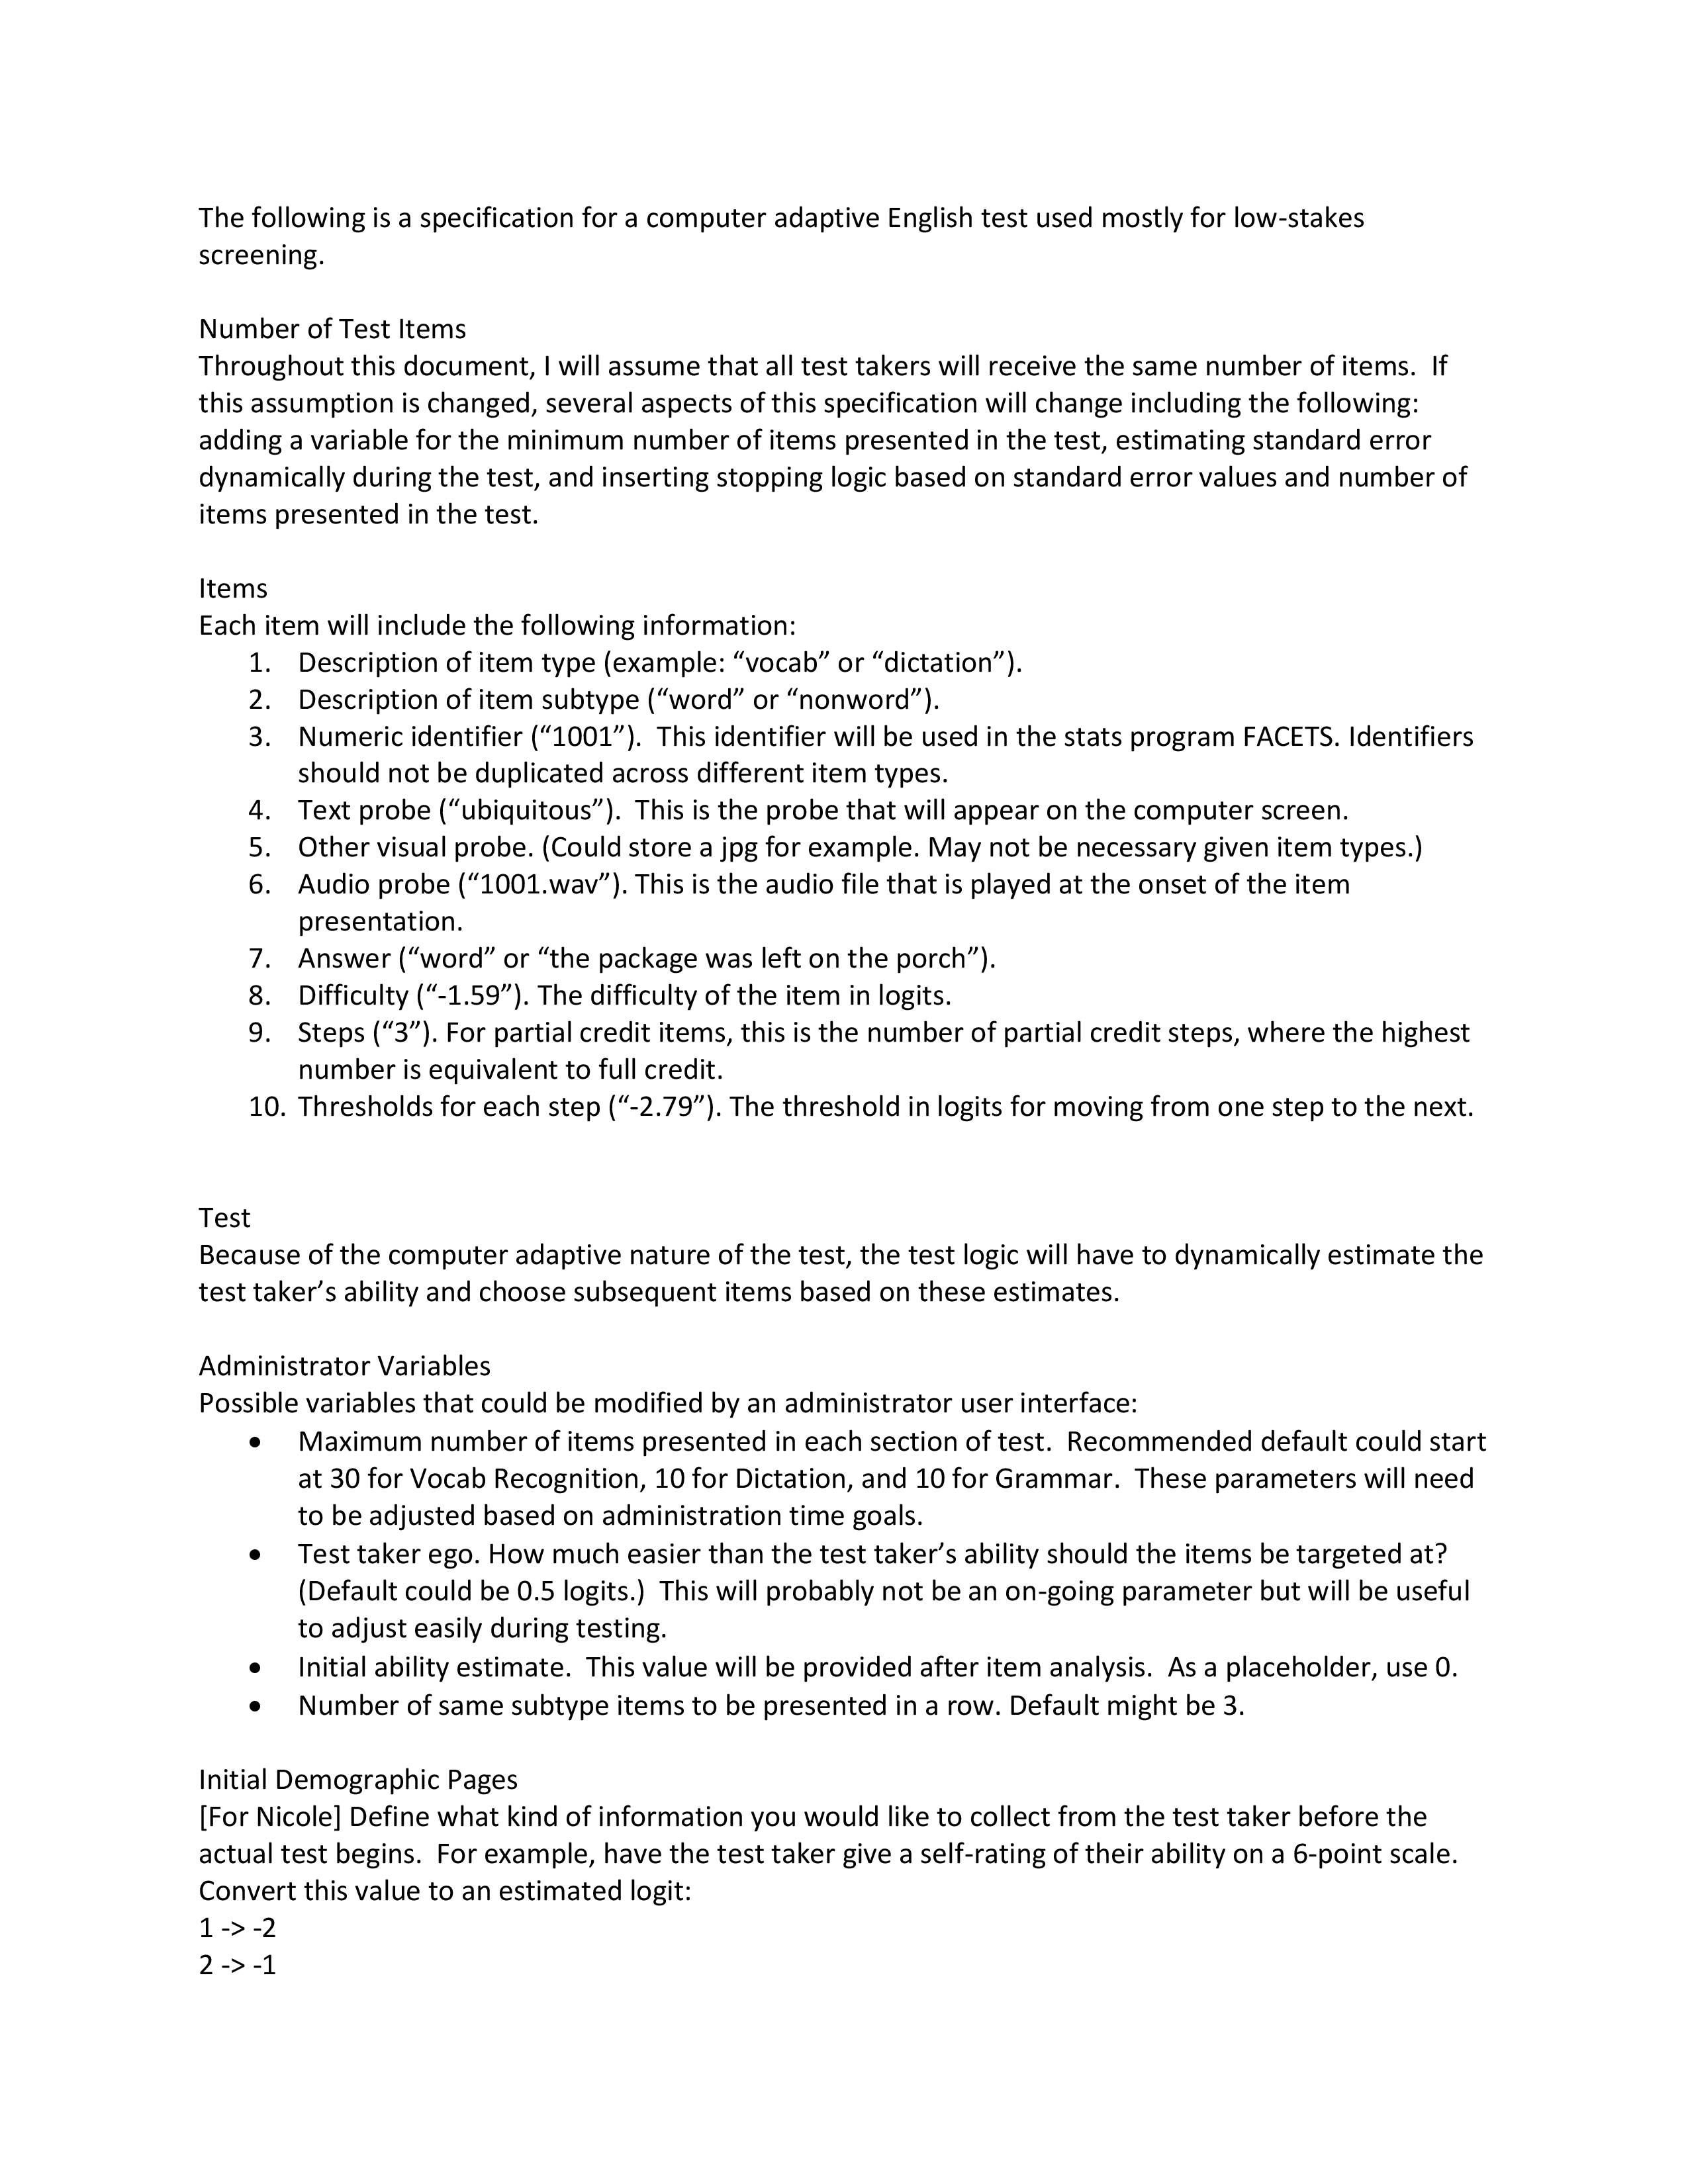 The following is a specification for a computer adaptive English test used mostly for low-stakes
screening.
Number of Test Items
Throughout this document, I will assume that all test takers will receive the same number of items.  If
this assumption is changed, several aspects of this specification will change including the following:
adding a variable for the minimum number of items presented in the test, estimating standard error
dynamically during the test, and inserting stopping logic based on standard error values and number of
items presented in the test.
Items
Each item will include the following information:
1. Description of item type (example: “vocab” or “dictation”).
2. Description of item subtype (“word” or “nonword”).
3. Numeric identifier (“1001”).  This identifier will be used in the stats program FACETS. Identifiers
should not be duplicated across different item types.
4. Text probe (“ubiquitous”).  This is the probe that will appear on the computer screen.
5. Other visual probe. (Could store a jpg for example. May not be necessary given item types.)
6. Audio probe (“1001.wav”). This is the audio file that is played at the onset of the item
presentation.
7. Answer (“word” or “the package was left on the porch”).
8. Difficulty (“-1.59”). The difficulty of the item in logits.
9. Steps (“3”). For partial credit items, this is the number of partial credit steps, where the highest
number is equivalent to full credit.
10. Thresholds for each step (“-2.79”). The threshold in logits for moving from one step to the next.
Test
Because of the computer adaptive nature of the test, the test logic will have to dynamically estimate the
test taker’s ability and choose subsequent items based on these estimates.
Administrator Variables
Possible variables that could be modified by an administrator user interface:
• Maximum number of items presented in each section of test.  Recommended default could start
at 30 for Vocab Recognition, 10 for Dictation, and 10 for Grammar.  These parameters will need
to be adjusted based on administration time goals.
• Test taker ego. How much easier than the test taker’s ability should the items be targeted at?
(Default could be 0.5 logits.)  This will probably not be an on-going parameter but will be useful
to adjust easily during testing.
• Initial ability estimate.  This value will be provided after item analysis.  As a placeholder, use 0.
• Number of same subtype items to be presented in a row. Default might be 3.
Initial Demographic Pages
[For Nicole] Define what kind of information you would like to collect from the test taker before the
actual test begins.  For example, have the test taker give a self-rating of their ability on a 6-point scale.
Convert this value to an estimated logit:
1 -> -2
2 -> -1